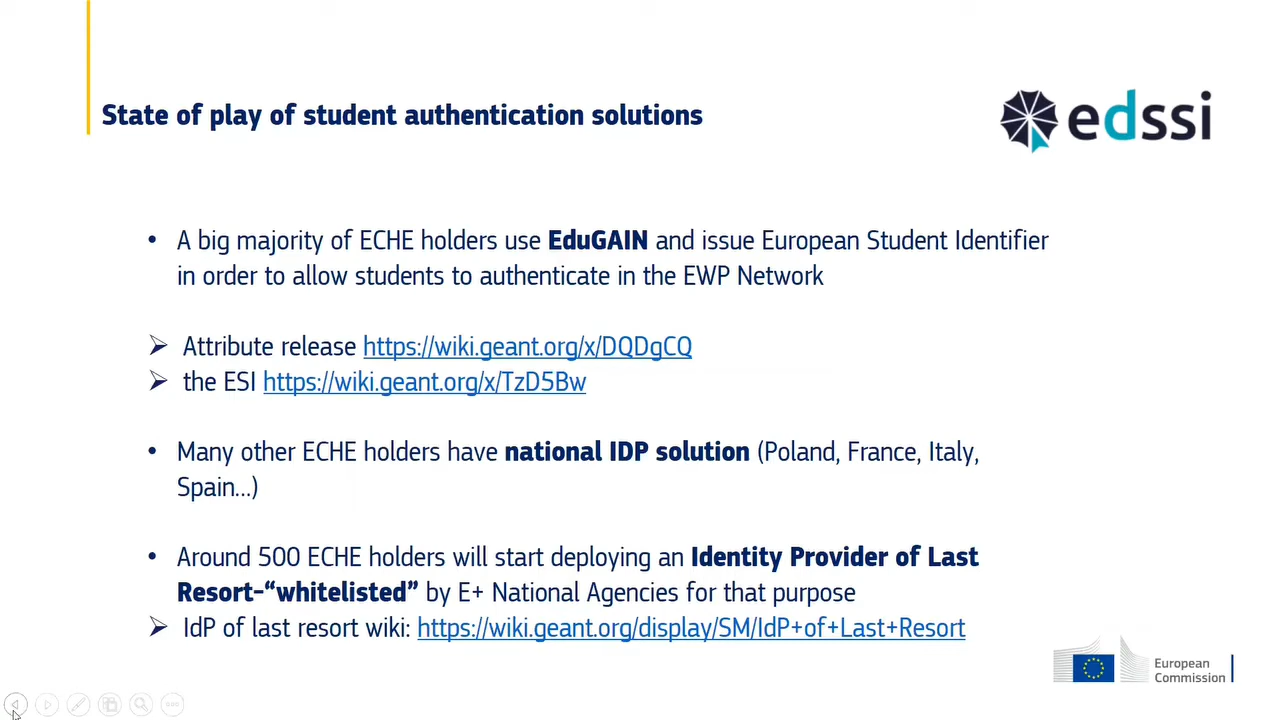 State of play of student authentication solutions
edssi
• A big majority of ECHE holders use EduGAIN and issue European Student Identifier
in order to allow students to authenticate in the EWP Network
➢ Attribute release https://wiki.geant.org/x/DQDgCQ
➢ the ESI https://wiki.geant.org/x/TzD5Bw
• Many other ECHE holders have national IDP solution (Poland, France, Italy,
Spain...)
• Around 500 ECHE holders will start deploying an Identity Provider of Last
Resort-“whitelisted” by E+ National Agencies for that purpose
➢ IdP of last resort wiki: https://wiki.geant.org/display/SM/IdP+of+Last+Resort
European
Commission